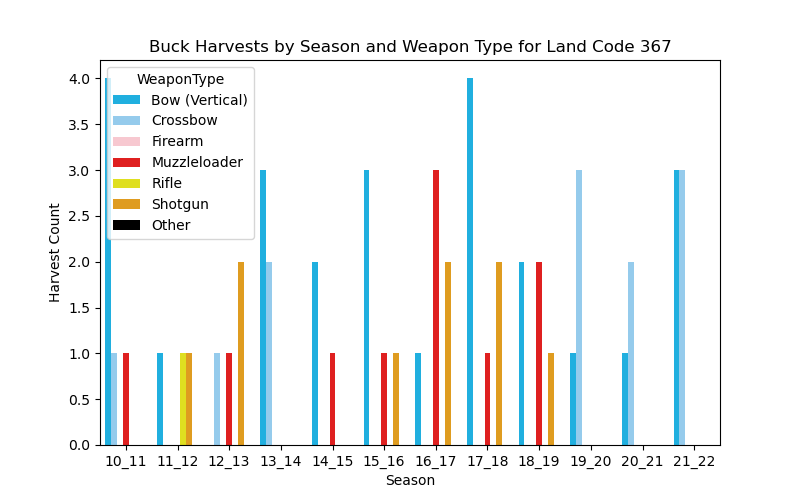 Buck Harvests by Season and Weapon Type for Land Code 367
WeaponType
Bow (Vertical)
Crossbow
Firearm
Muzzleloader
Rifle
Shotgun
Other
4.0
3.5
3.0
2.5
2.0
1.5
1.0
0.5
0.0
Harvest Count
10_11 11_12 12_13 13_14 14_15 15_16 16_17 17_18 18_19 19_20 20_21 21_22
Season